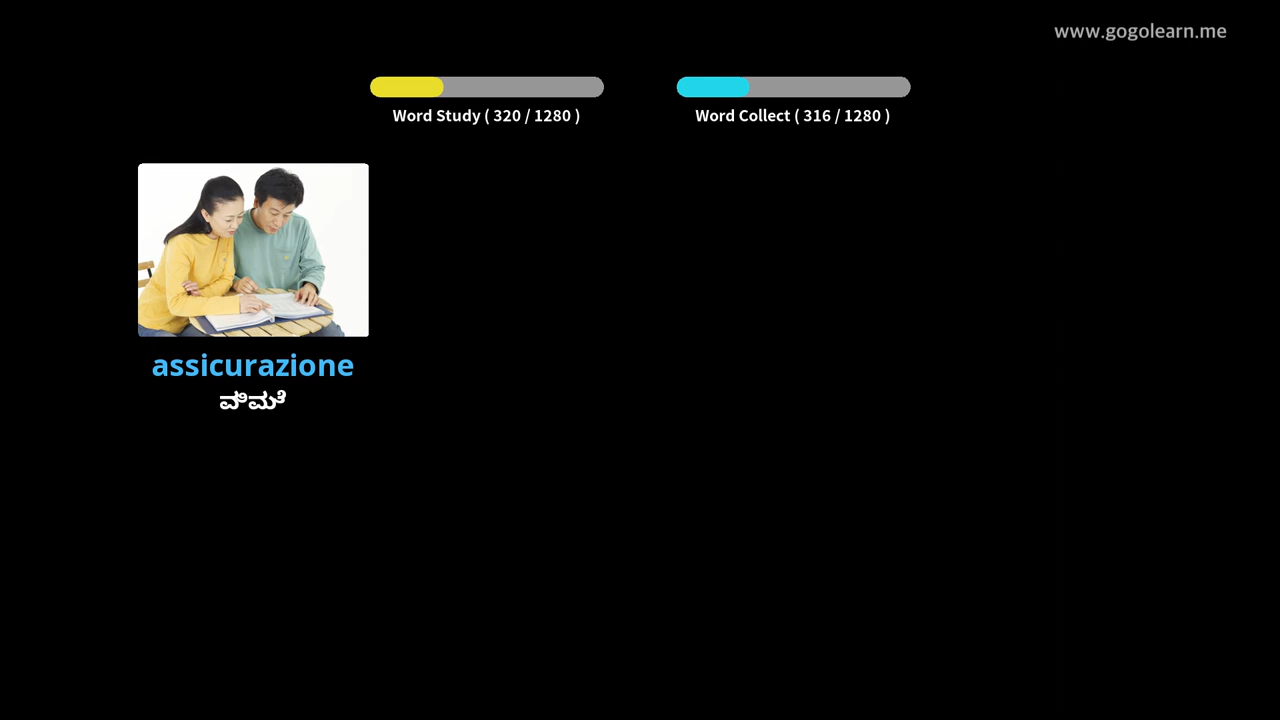 www.gogolearn.me
Word Study ( 320 / 1280 )
Word Collect ( 316 / 1280 )
assicurazione
ವಿಮೆ